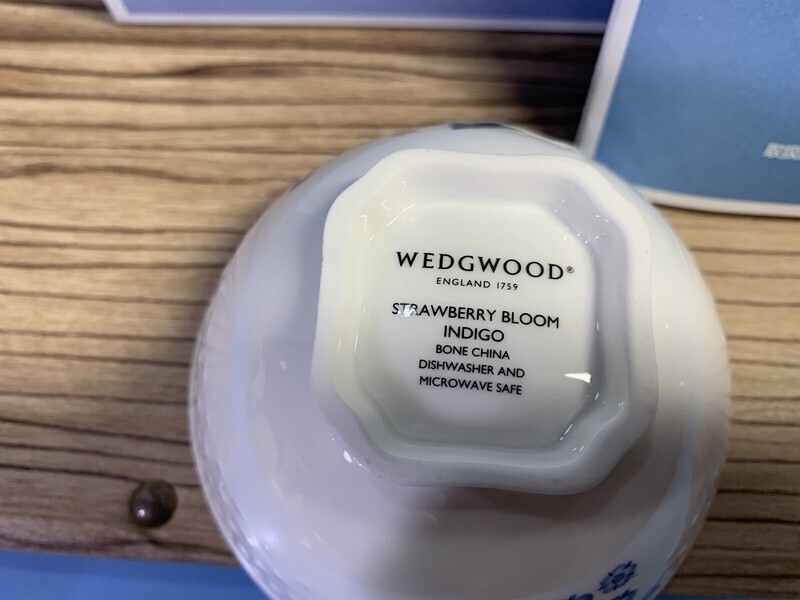 WEDGWOOD®
ENGLAND 1759
STRAWBERRY BLOOM
INDIGO
BONE CHINA
DISHWASHER AND
MICROWAVE SAFE